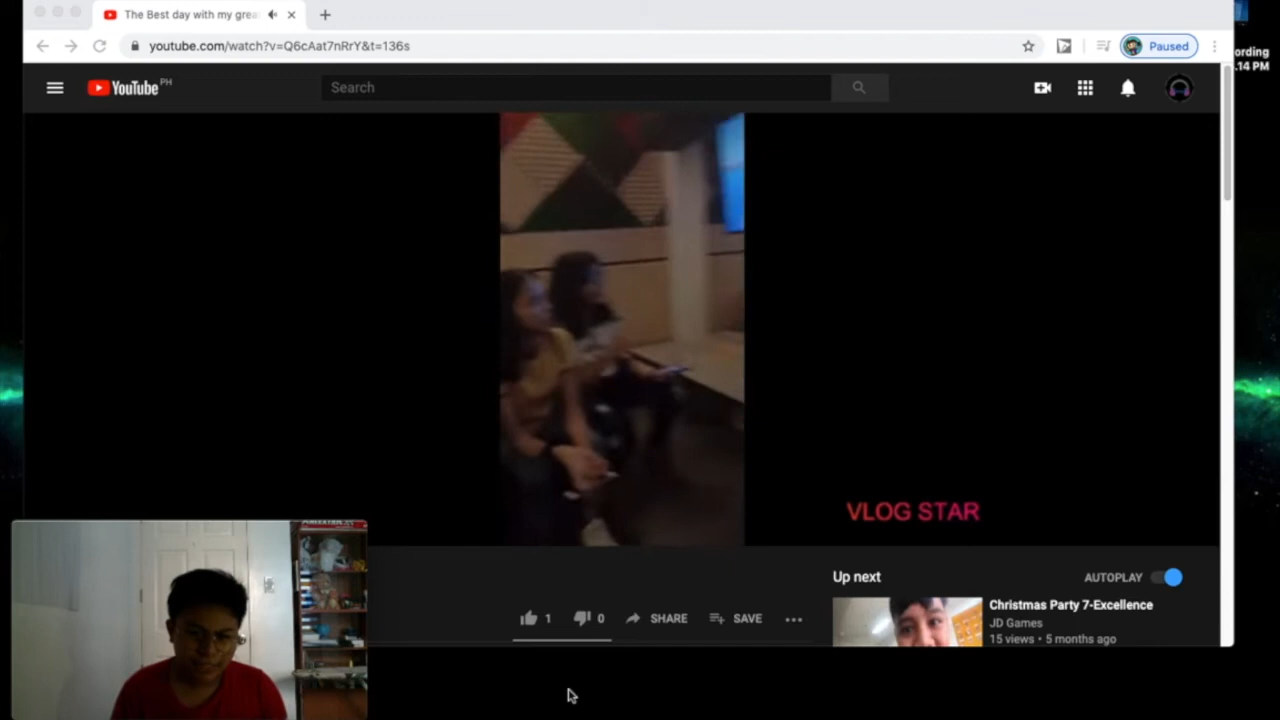 The Best day with my grea
youtube.com/watch?v=Q6cAat7nRrY&t=136s
Paused
ording
.14 PM
YouTube PH
Search
VLOG STAR
Up next
AUTOPLAY
1
0
SHARE
SAVE
Christmas Party 7-Excellence
JD Games
15 views • 5 months ago